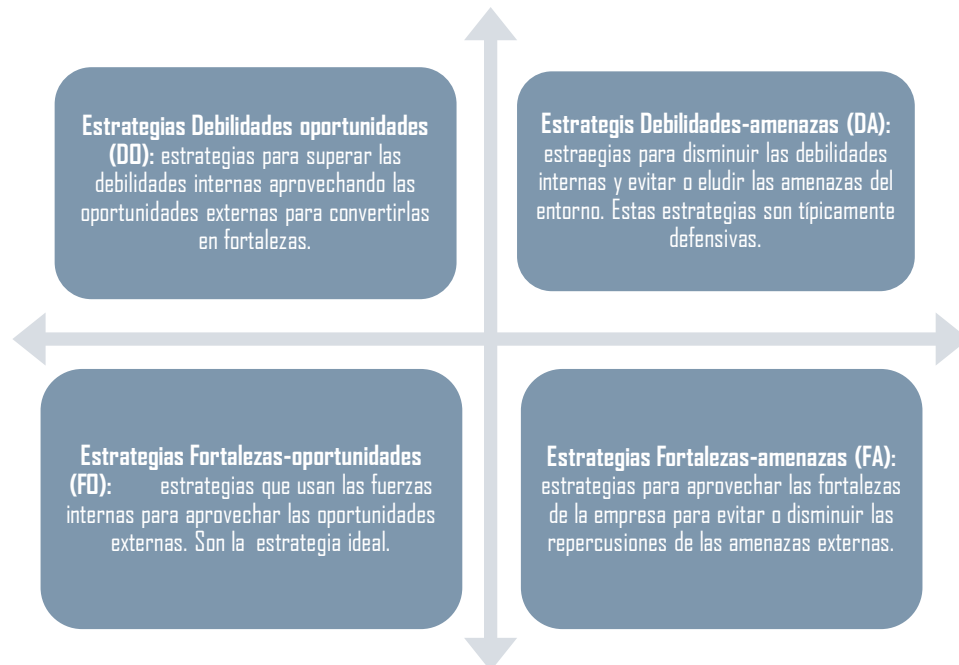 Estrategias Debilidades oportunidades
(DO): estrategias para superar las
debilidades internas aprovechando las
oportunidades externas para convertirlas
en fortalezas.
Estrategis Debilidades-amenazas (DA):
estraegias para disminuir las debilidades
internas y evitar o eludir las amenazas del
entorno. Estas estrategias son típicamente
defensivas.
Estrategias Fortalezas-oportunidades
(FO): estrategias que usan las fuerzas
internas para aprovechar las oportunidades
externas. Son la estrategia ideal.
Estrategias Fortalezas-amenazas (FA):
estrategias para aprovechar las fortalezas
de la empresa para evitar o disminuir las
repercusiones de las amenazas externas.